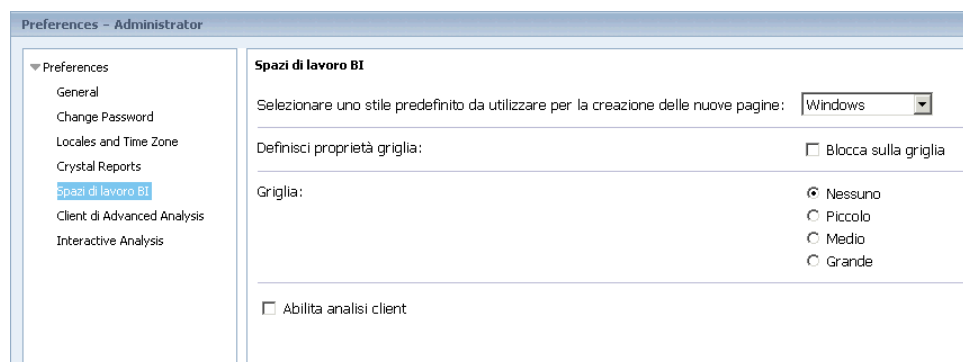 Preferences - Administrator
Preferences
General
Change Password
Locales and Time Zone
Crystal Reports
Spazi di lavoro BI
Client di Advanced Analysis
Interactive Analysis
Spazi di lavoro BI
Selezionare uno stile predefinito da utilizzare per la creazione delle nuove pagine: Windows
Definisci proprietà griglia: Blocca sulla griglia
Griglia: Nessuno
Piccolo
Medio
Grande
Abilita analisi client